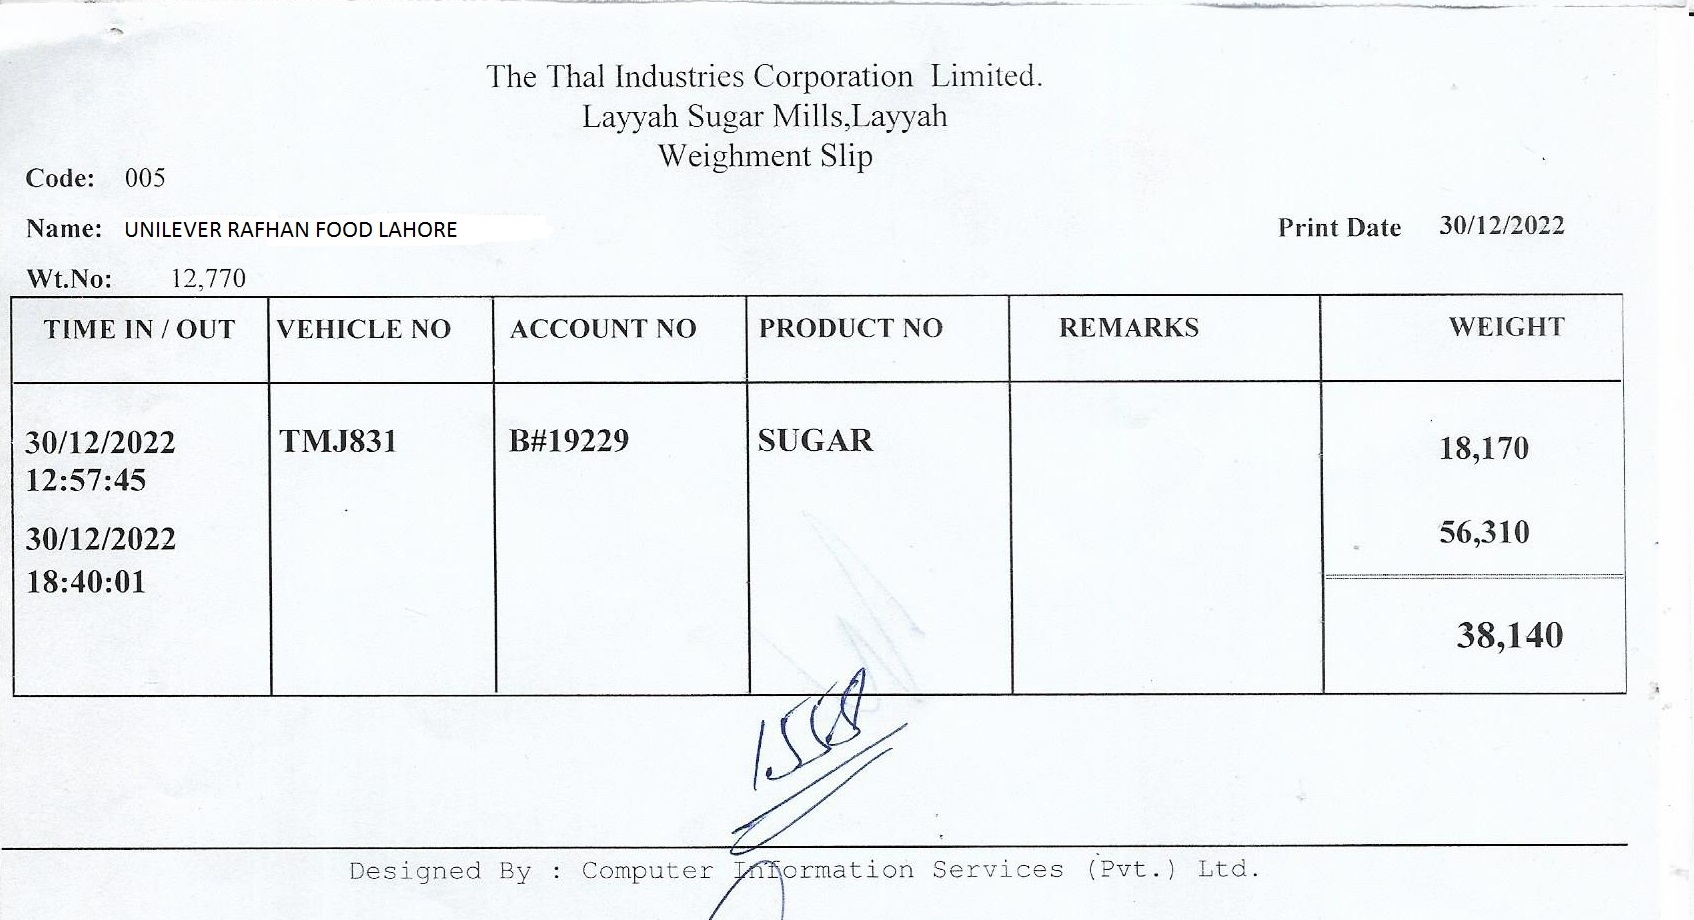 The Thal Industries Corporation Limited.
Layyah Sugar Mills,Layyah
Weighment Slip
Code: 005
Name: UNILEVER RAFHAN FOOD LAHORE
Print Date 30/12/2022
Wt.No: 12,770
TIME IN / OUT VEHICLE NO ACCOUNT NO PRODUCT NO REMARKS WEIGHT
30/12/2022 TMJ831 B#19229 SUGAR 18,170
12:57:45
30/12/2022 56,310
18:40:01
38,140
Designed By : Computer Information Services (Pvt.) Ltd.